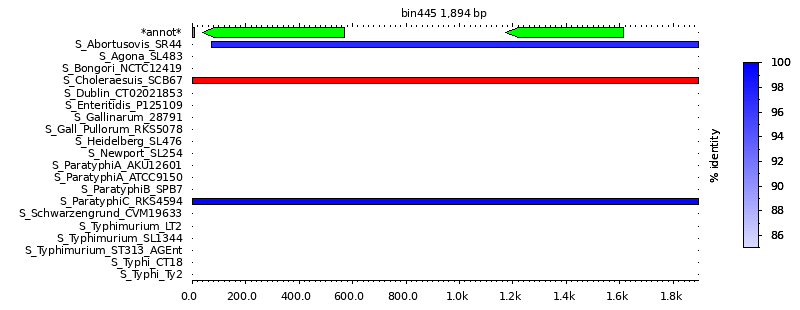 bin445 1,894 bp
*annot*
S_Abortusovis_SR44
S_Agona_SL483
S_Bongori_NCTC12419
S_Choleraesuis_SCB67
S_Dublin_CT02021853
S_Enteritidis_P125109
S_Gallinarum_28791
S_Gall_Pullorum_RKS5078
S_Heidelberg_SL476
S_Newport_SL254
S_ParatyphiA_AKU12601
S_ParatyphiA_ATCC9150
S_ParatyphiB_SPB7
S_ParatyphiC_RKS4594
S_Schwarzengrund_CVM19633
S_Typhimurium_LT2
S_Typhimurium_SL1344
S_Typhimurium_ST313_AGEnt
S_Typhi_CT18
S_Typhi_Ty2
0.0 200.0 400.0 600.0 800.0 1.0k 1.2k 1.4k 1.6k 1.8k
% identity
100
98
96
94
92
90
88
86